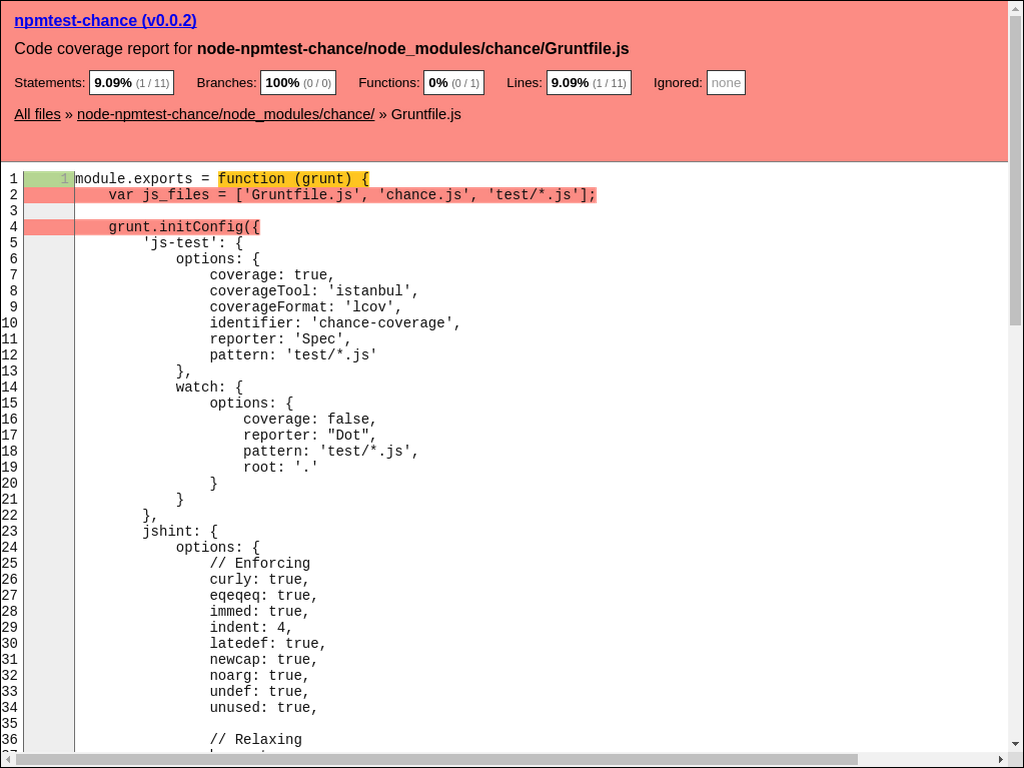 npmtest-chance (v0.0.2)
Code coverage report for node-npmtest-chance/node_modules/chance/Gruntfile.js
Statements: 9.09% (1 / 11) Branches: 100% (0 / 0) Functions: 0% (0 / 1) Lines: 9.09% (1 / 11) Ignored: none
All files » node-npmtest-chance/node_modules/chance/ » Gruntfile.js
1 1 module.exports = function (grunt) {
2 var js_files = ['Gruntfile.js', 'chance.js', 'test/*.js'];
3
4 grunt.initConfig({
5 'js-test': {
6 options: {
7 coverage: true,
8 coverageTool: 'istanbul',
9 coverageFormat: 'lcov',
10 identifier: 'chance-coverage',
11 reporter: 'Spec',
12 pattern: 'test/*.js'
13 },
14 watch: {
15 options: {
16 coverage: false,
17 reporter: "Dot",
18 pattern: 'test/*.js',
19 root: '.'
20 }
21 }
22 },
23 jshint: {
24 options: {
25 // Enforcing
26 curly: true,
27 eqeqeq: true,
28 immed: true,
29 indent: 4,
30 latedef: true,
31 newcap: true,
32 noarg: true,
33 undef: true,
34 unused: true,
35
36 // Relaxing